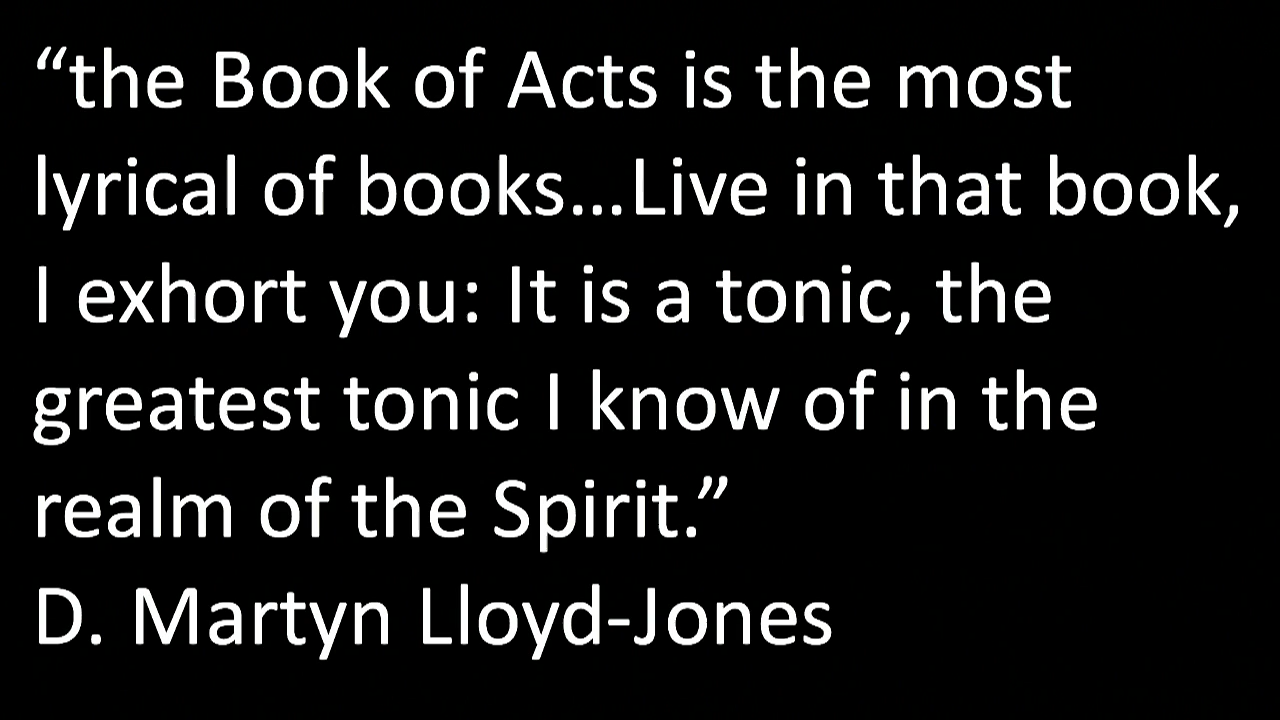 “the Book of Acts is the most
lyrical of books…Live in that book,
I exhort you: It is a tonic, the
greatest tonic I know of in the
realm of the Spirit.”
D. Martyn Lloyd-Jones